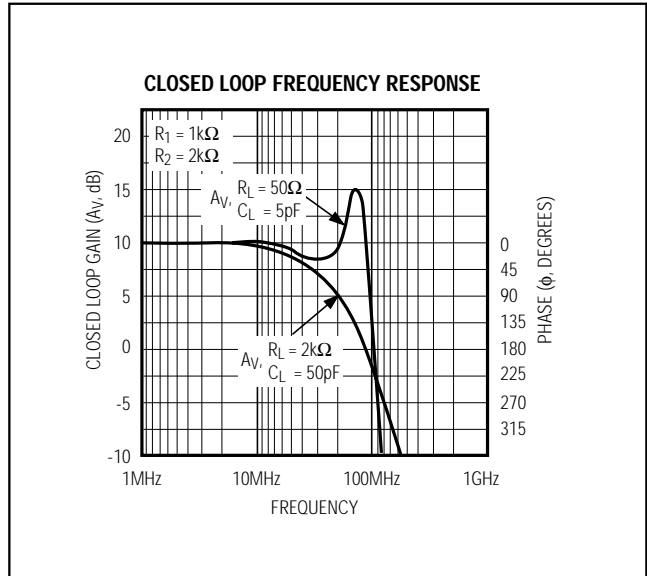 CLOSED LOOP FREQUENCY RESPONSE
R1 = 1kΩ
R2 = 2kΩ
AV, RL = 50Ω
CL = 5pF
AV, RL = 2kΩ
CL = 50pF
CLOSED LOOP GAIN (AV, dB)
20
15
10
5
0
-5
-10
0
45
90
135
180
225
270
315
PHASE (ϕ, DEGREES)
1MHz 10MHz 100MHz 1GHz
FREQUENCY